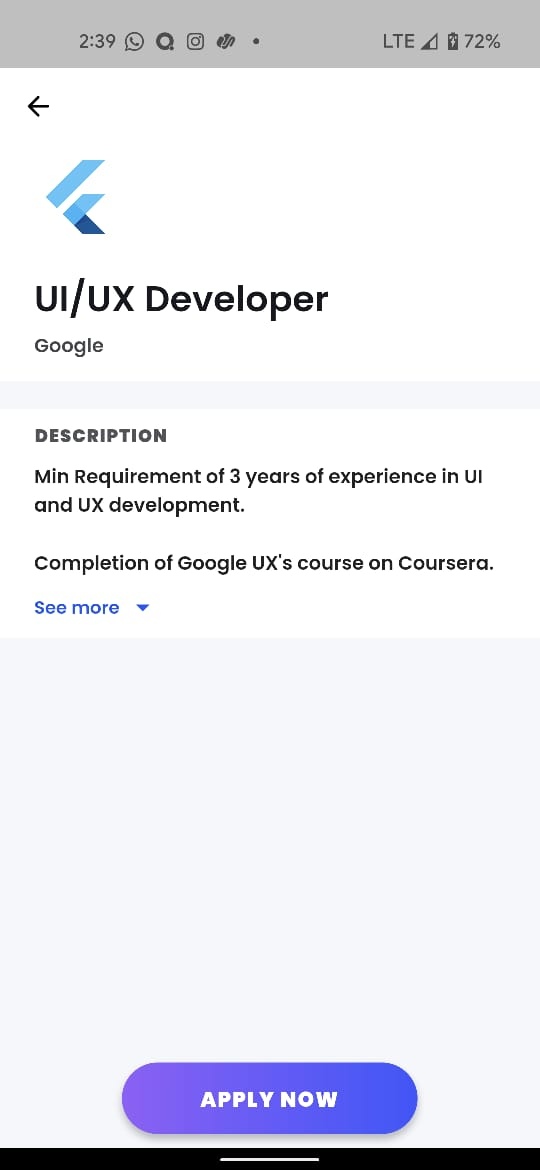 2:39 LTE 72%
UI/UX Developer
Google
DESCRIPTION
Min Requirement of 3 years of experience in UI
and UX development.
Completion of Google UX's course on Coursera.
See more
APPLY NOW